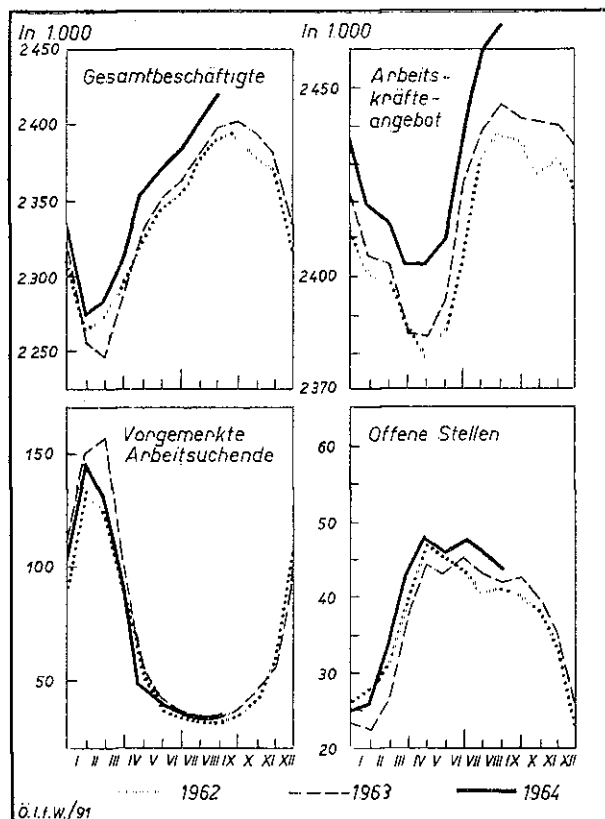 In 1.000
In 1.000
2 450
2 400
2 350
2 300
2 250
Gesamtbeschäftigte
2 450
2 400
2 370
Arbeits-
kräfte-
angebot
150
100
50
Vorgemerkte
Arbeitsuchende
65
60
50
40
30
20
Offene Stellen
I II III IV V VI VII VIII IX X XI XII
I II III IV V VI VII VIII IX X XI XII
1962 1963 1964
Ö.I.f.W./91